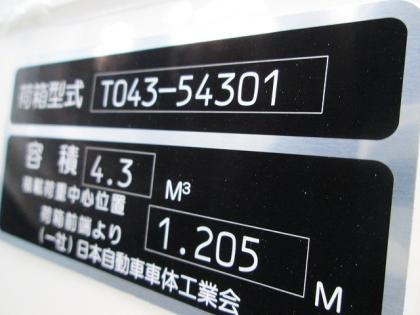 荷箱型式 T043-54301
容積 4.3 M³
積載荷重中心位置
荷箱前端より 1.205 M
(一社)日本自動車車体工業会